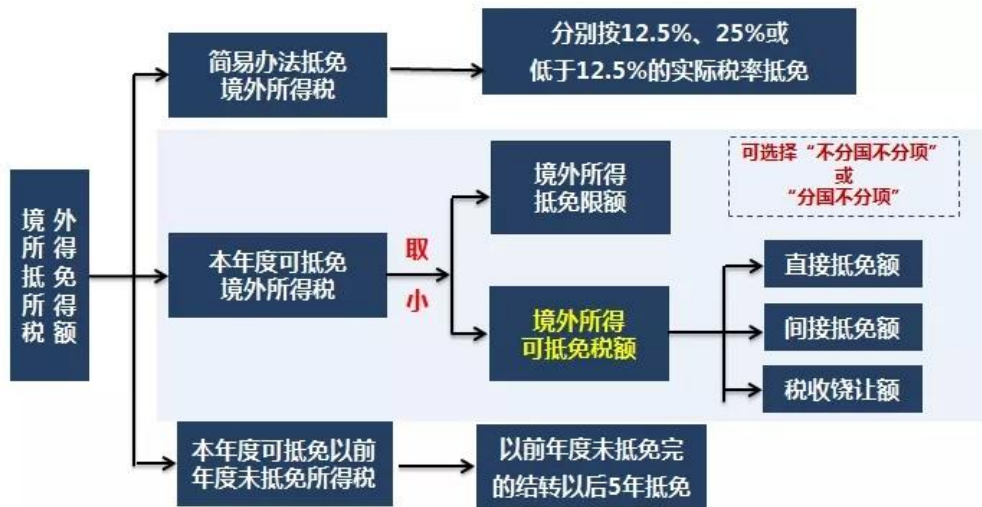 境外
所得
抵免
所得
税额
简易办法抵免
境外所得税
分别按12.5%、25%或
低于12.5%的实际税率抵免
本年度可抵免
境外所得税
取
小
境外所得
抵免限额
可选择“不分国不分项”
或
“分国不分项”
境外所得
可抵免税额
直接抵免额
间接抵免额
税收饶让额
本年度可抵免以前
年度未抵免所得税
以前年度未抵免完
的结转以后5年抵免